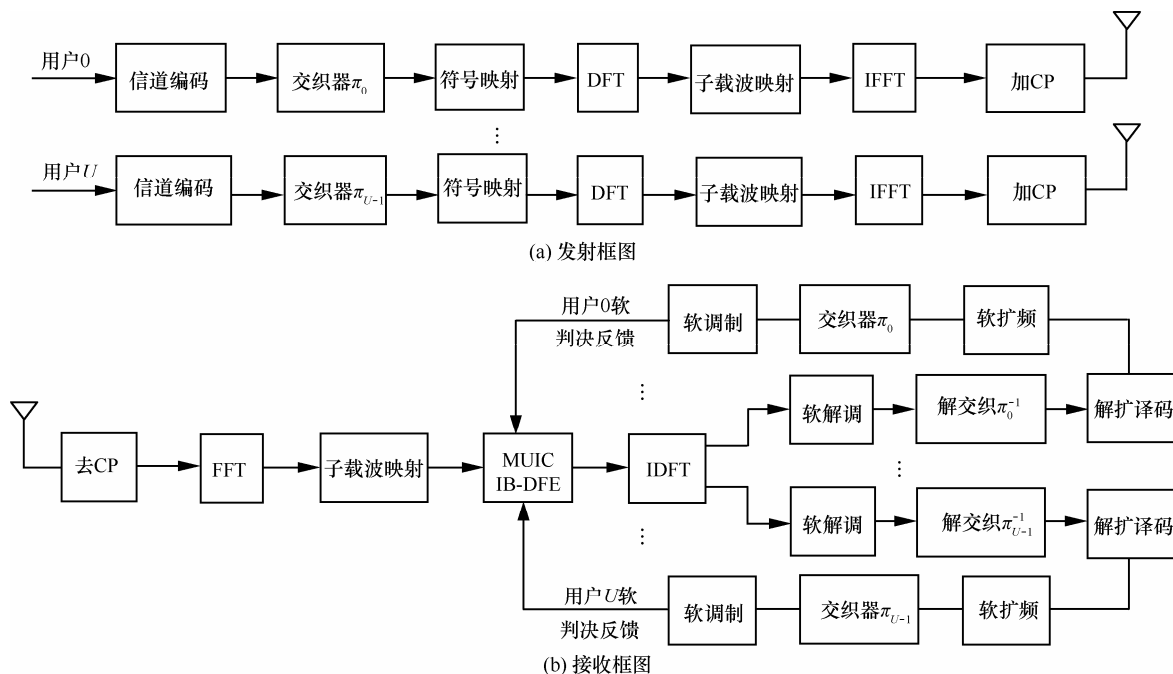 用户0
信道编码
交织器π₀
符号映射
DFT
子载波映射
IFFT
加CP
⋮
用户U
信道编码
交织器π_{U-1}
符号映射
DFT
子载波映射
IFFT
加CP
(a) 发射框图
用户0软
判决反馈
软调制
交织器π₀
软扩频
⋮
软解调
解交织π₀⁻¹
解扩译码
去CP
FFT
子载波映射
MUIC
IB-DFE
IDFT
⋮
⋮
软解调
解交织π_{U-1}^{-1}
解扩译码
用户U软
判决反馈
软调制
交织器π_{U-1}
软扩频
(b) 接收框图